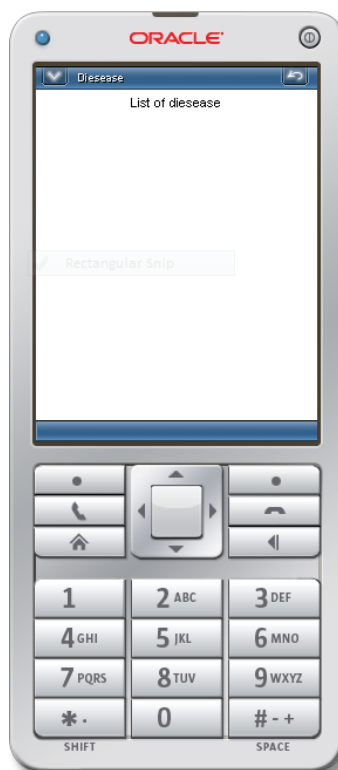 ORACLE
Diesease
List of diesease
Rectangular Snip
1 2 ABC 3 DEF
4 GHI 5 JKL 6 MNO
7 PQRS 8 TUV 9 WXYZ
* . 0 # - +
SHIFT SPACE